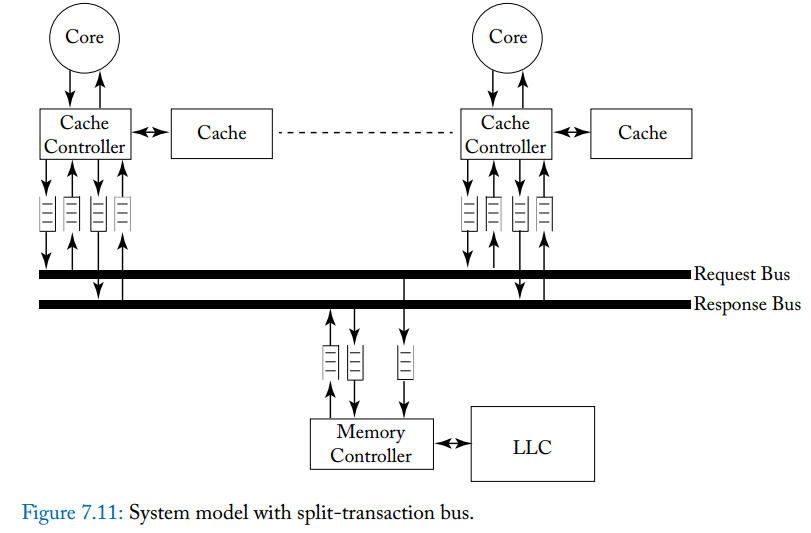 Core
Core
Cache
Controller
Cache
Cache
Controller
Cache
Request Bus
Response Bus
Memory
Controller
LLC
Figure 7.11: System model with split-transaction bus.